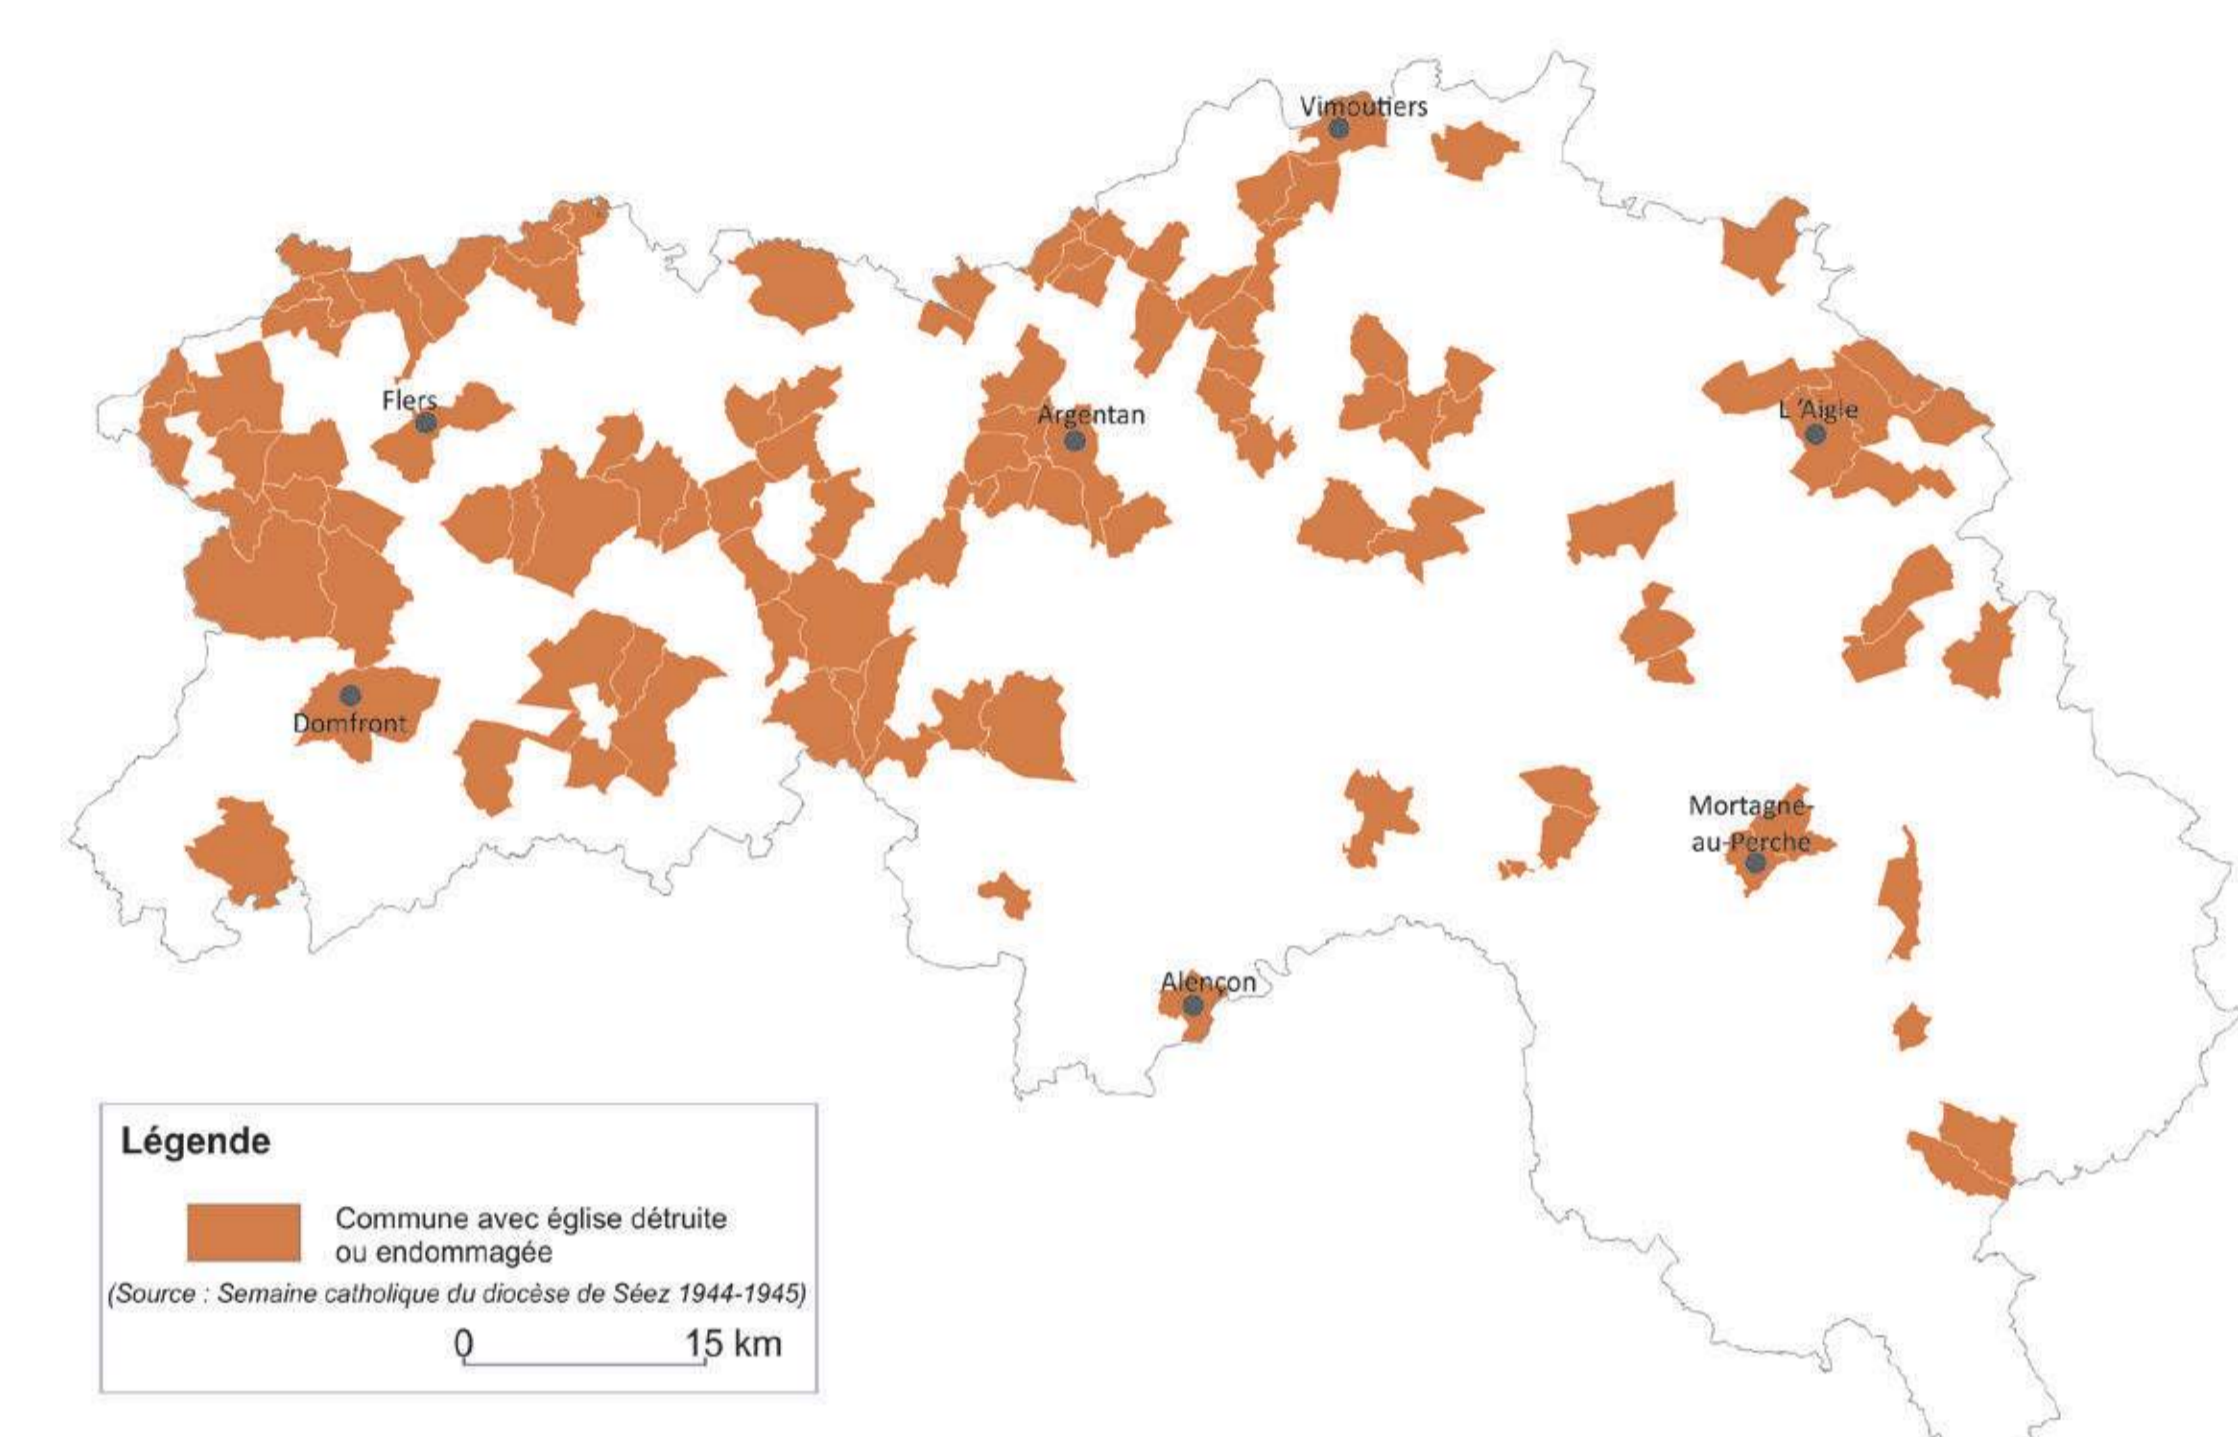 Vimoutiers
Flers
Argentan
L 'Aigle
Domfront
Mortagne-
au-Perche
Alençon
Légende
Commune avec église détruite
ou endommagée
(Source : Semaine catholique du diocèse de Séez 1944-1945)
0 15 km